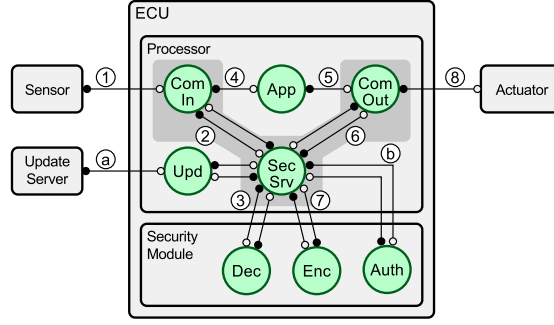 ECU
Processor
Sensor
1
Com
In
4
App
5
Com
Out
8
Actuator
2
6
Update
Server
a
Upd
Sec
Srv
b
3
7
Security
Module
Dec
Enc
Auth